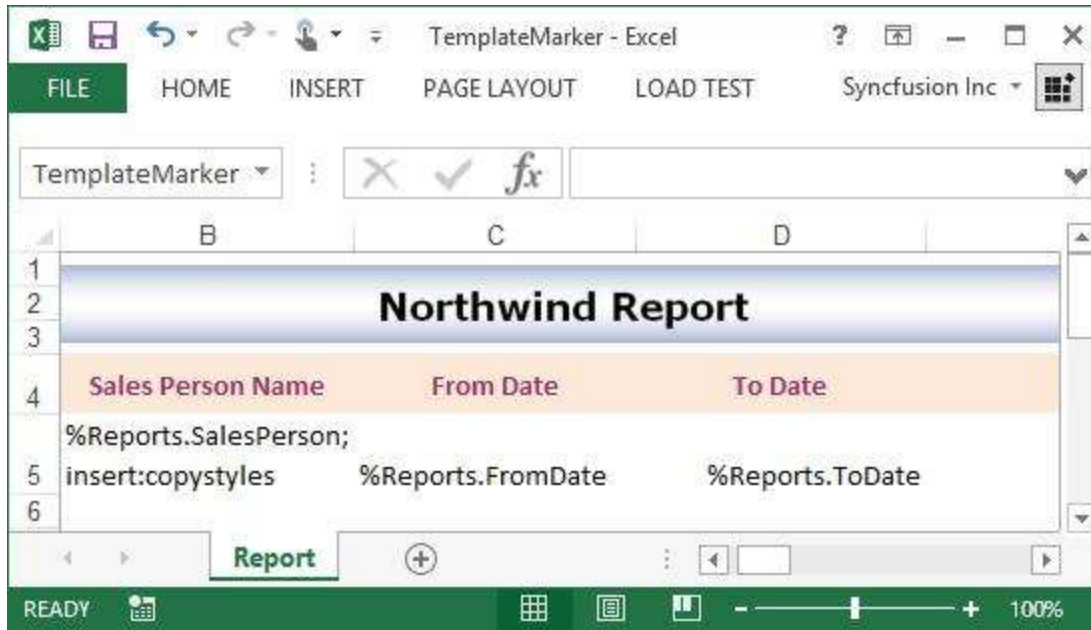 TemplateMarker - Excel ?
FILE HOME INSERT PAGE LAYOUT LOAD TEST Syncfusion Inc
TemplateMarker fx
B C D
1
2 Northwind Report
3
4 Sales Person Name From Date To Date
%Reports.SalesPerson;
5 insert:copystyles %Reports.FromDate %Reports.ToDate
6
Report
READY 100%